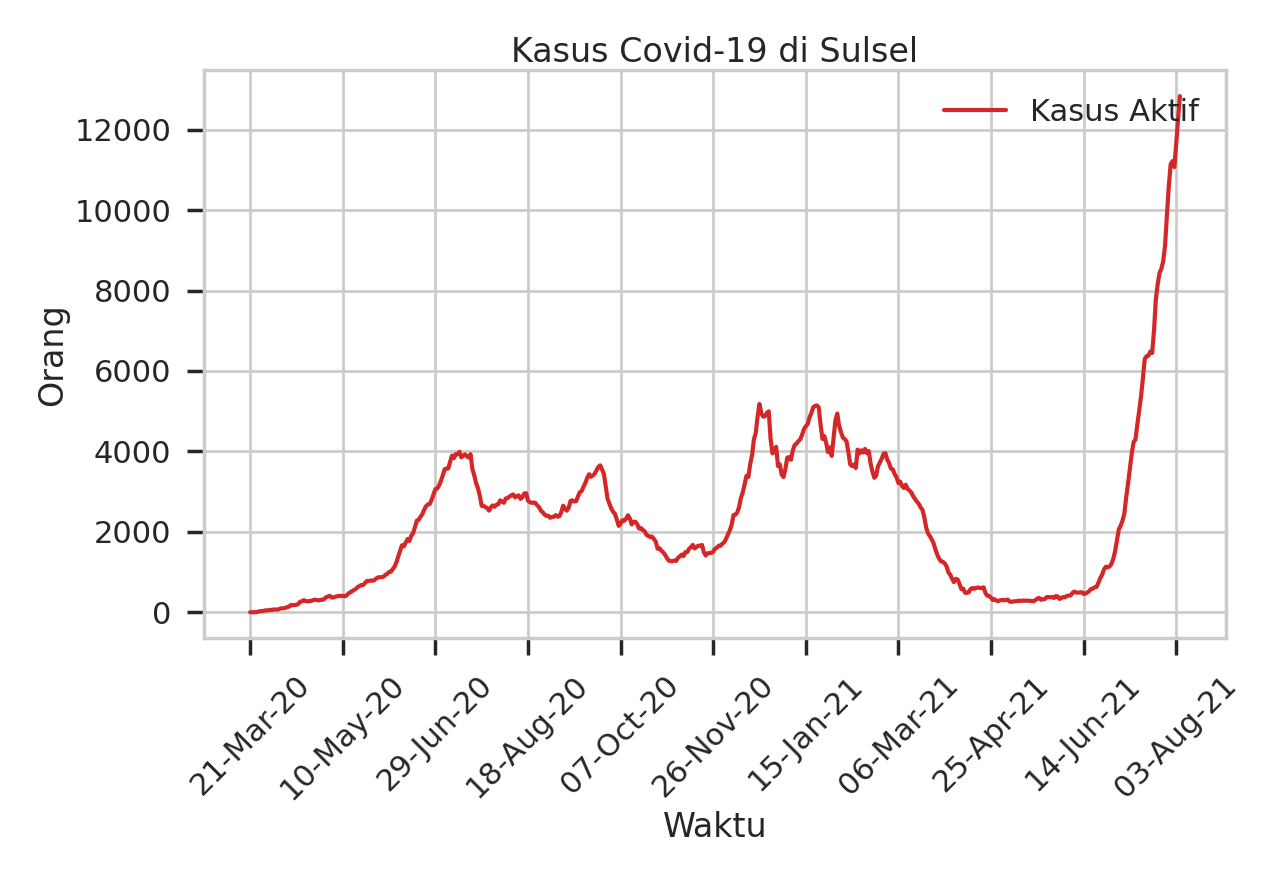 Kasus Covid-19 di Sulsel
Kasus Aktif
12000
10000
8000
6000
4000
2000
0
Orang
21-Mar-20
10-May-20
29-Jun-20
18-Aug-20
07-Oct-20
26-Nov-20
15-Jan-21
06-Mar-21
25-Apr-21
14-Jun-21
03-Aug-21
Waktu